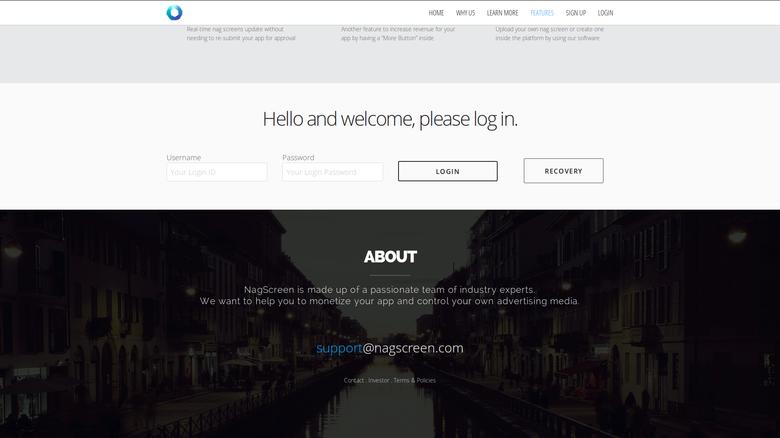 HOME WHY US LEARN MORE FEATURES SIGN UP LOGIN
Real-time nag screens update without
needing to re-submit your app for approval
Another feature to increase revenue for your
app by having a "More Button" inside
Upload your own nag screen or create one
inside the platform by using our software
Hello and welcome, please log in.
Username
Your Login ID
Password
Your Login Password
LOGIN
RECOVERY
ABOUT
NagScreen is made up of a passionate team of industry experts.
We want to help you to monetize your app and control your own advertising media.
support@nagscreen.com
Contact . Investor . Terms & Policies